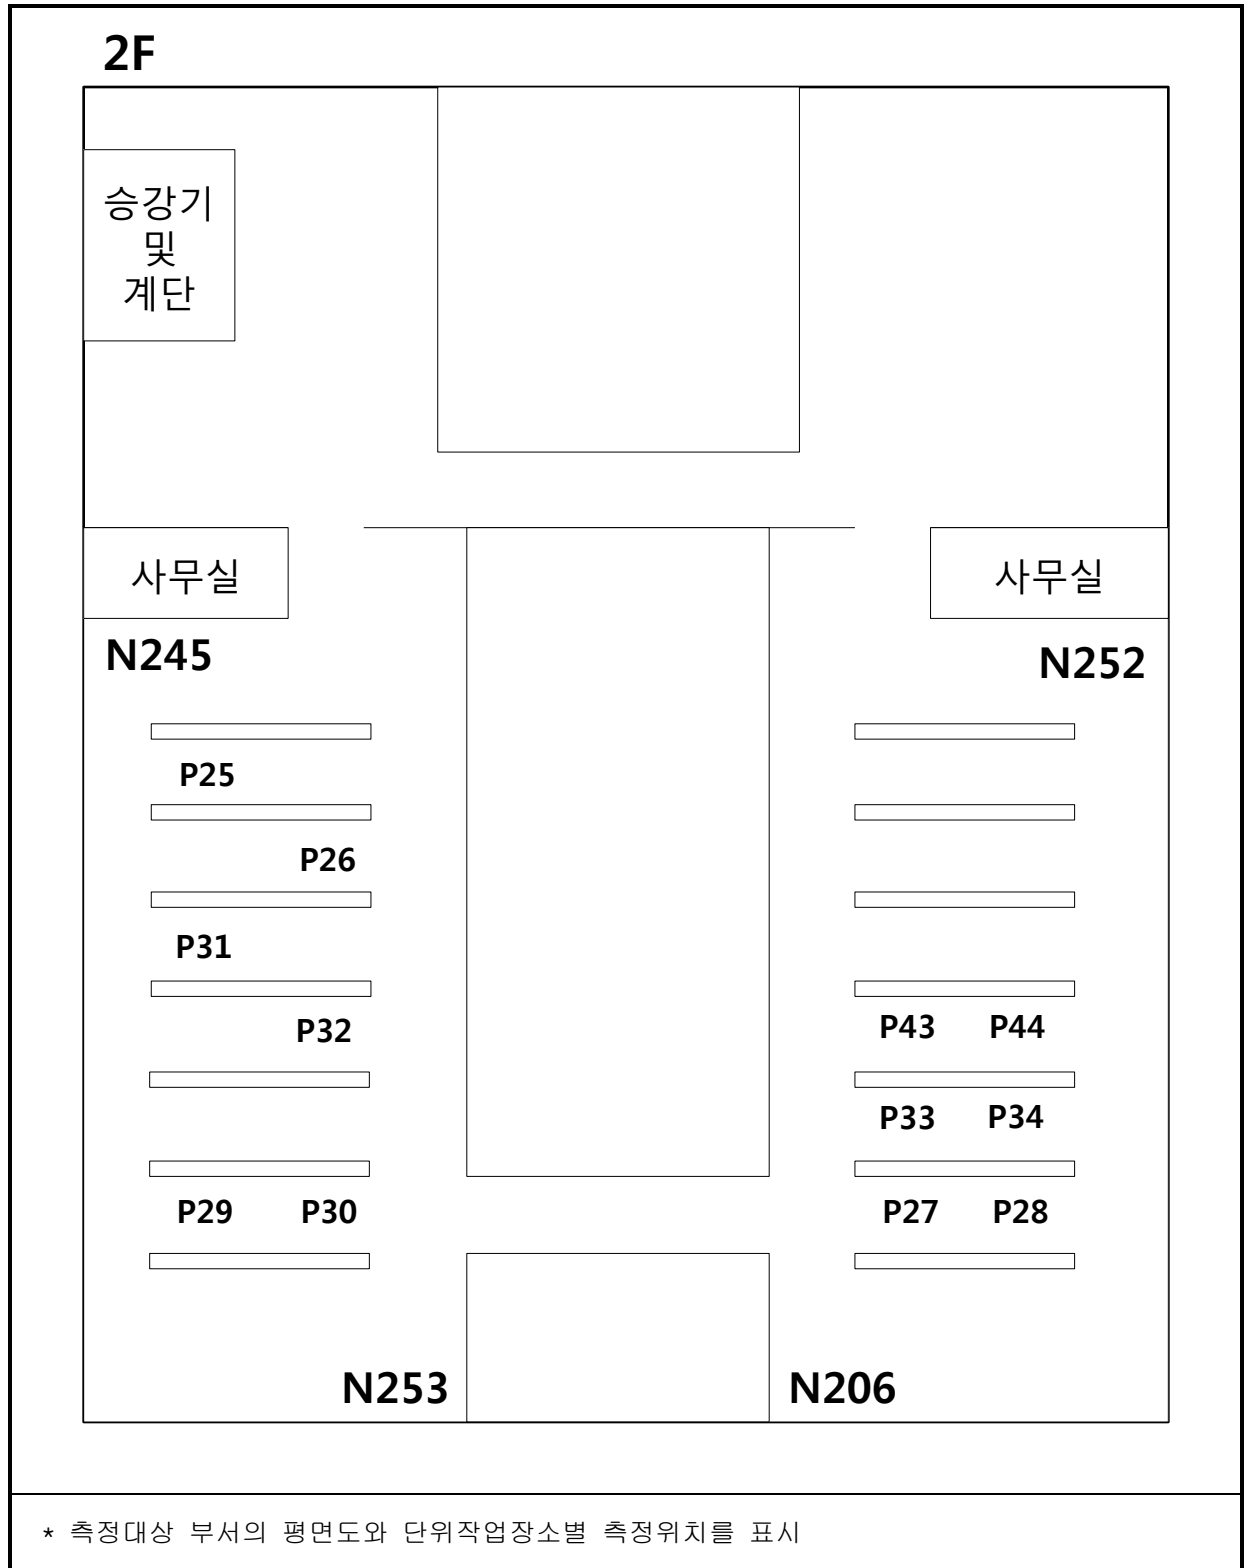 2F
승강기
및
계단
사무실 사무실
N245 N252
P25
P26
P31
P32 P43 P44
P33 P34
P29 P30 P27 P28
N253 N206
* 측정대상 부서의 평면도와 단위작업장소별 측정위치를 표시